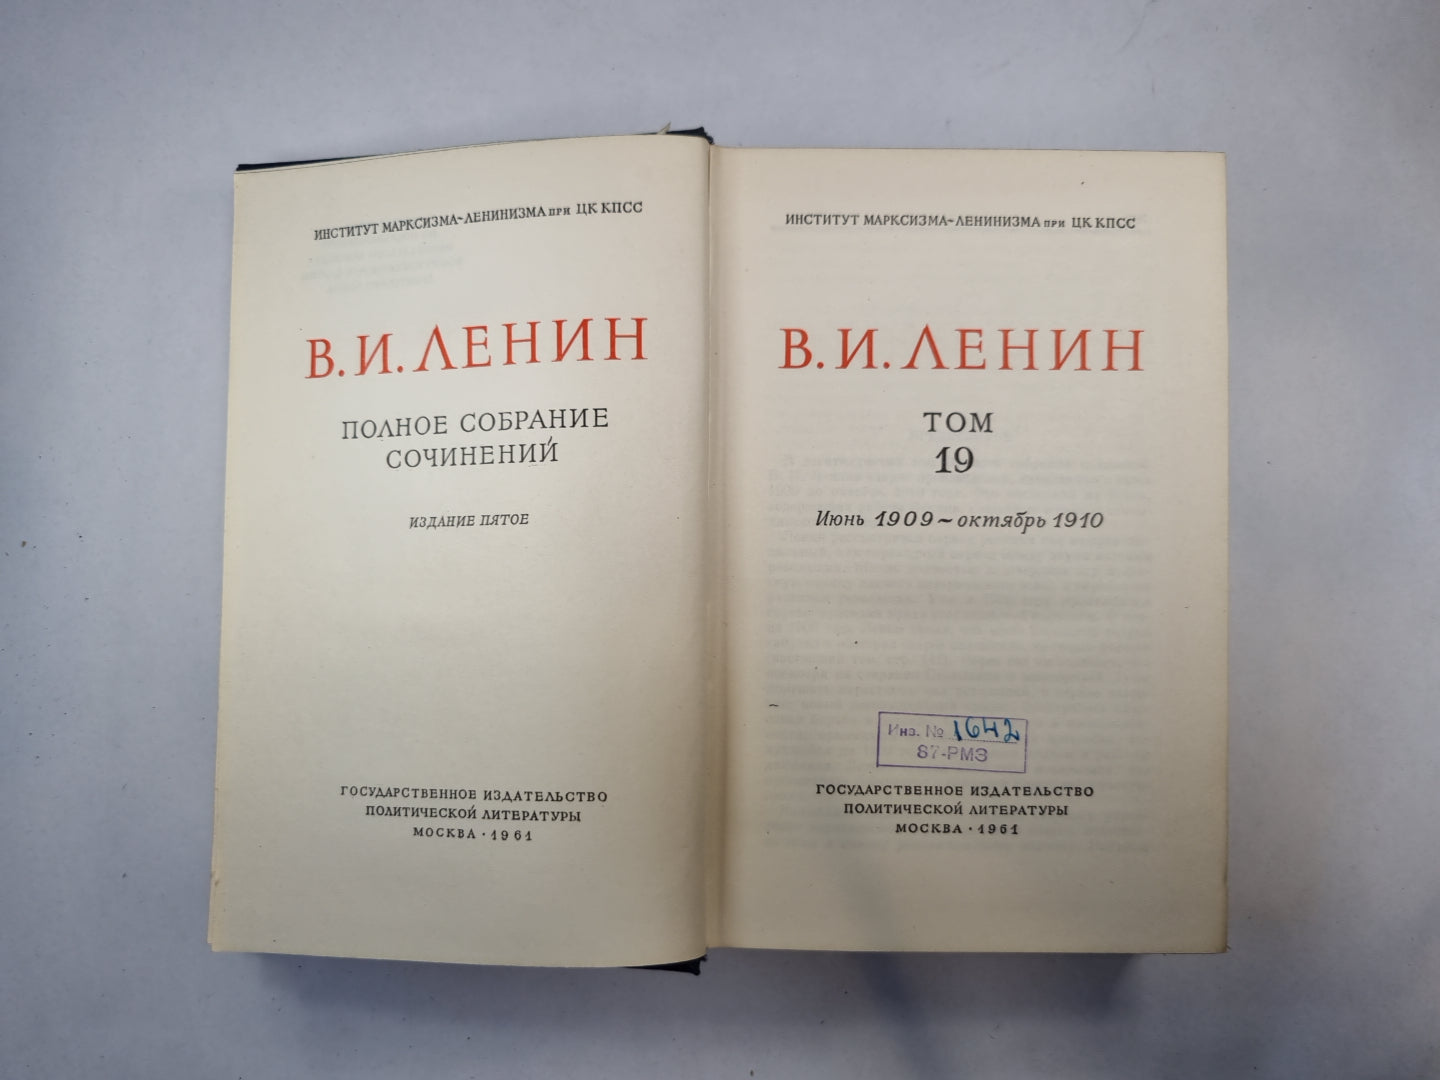 ИНСТИТУТ МАРКСИЗМА-ЛЕНИНИЗМА ПРИ ЦК КПСС
В. И. ЛЕНИН
ПОЛНОЕ СОБРАНИЕ
СОЧИНЕНИЙ
ИЗДАНИЕ ПЯТОЕ
ГОСУДАРСТВЕННОЕ ИЗДАТЕЛЬСТВО
ПОЛИТИЧЕСКОЙ ЛИТЕРАТУРЫ
МОСКВА · 1961
ИНСТИТУТ МАРКСИЗМА-ЛЕНИНИЗМА ПРИ ЦК КПСС
В. И. ЛЕНИН
ТОМ
19
Июнь 1909 ~ октябрь 1910
Инв. № 1642
87-РМЗ
ГОСУДАРСТВЕННОЕ ИЗДАТЕЛЬСТВО
ПОЛИТИЧЕСКОЙ ЛИТЕРАТУРЫ
МОСКВА · 1961